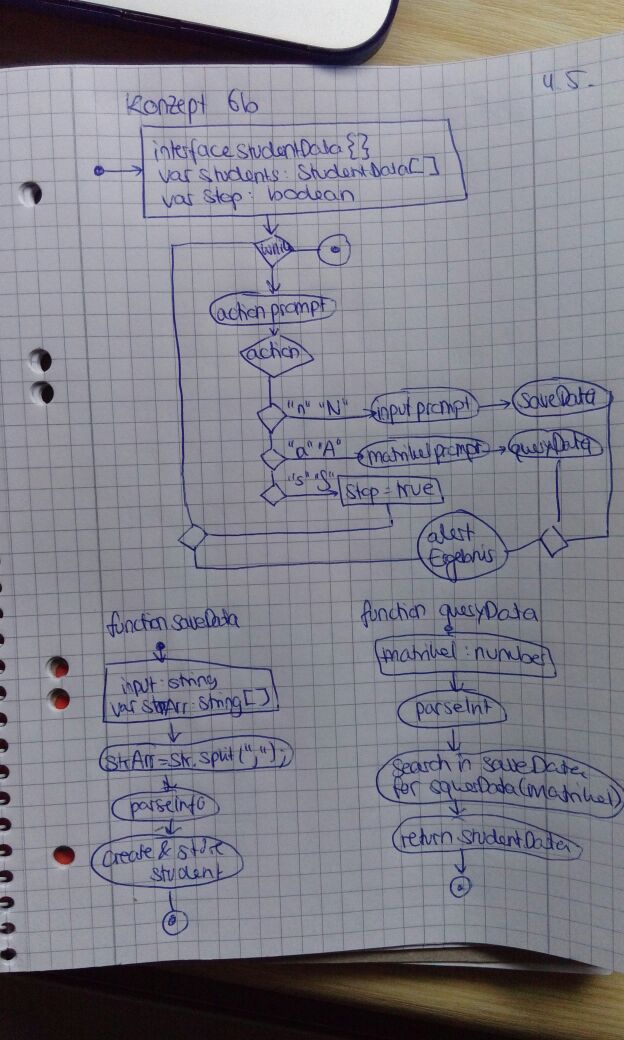 4.5.
Konzept 6b
interface StudentData {}
var students : StudentData []
var stop : boolean
while
action prompt
action
"n" "N"
input prompt
saveData
"a" "A"
matrikel prompt
queryData
"s" "S"
stop = true
alert
Ergebnis
function saveData
input : string
var strArr : string []
strArr = str.split(",");
parseInt()
create & store
student
function queryData
matrikel : number
parseInt
search in saveData
for (Matrikel)
return StudentData